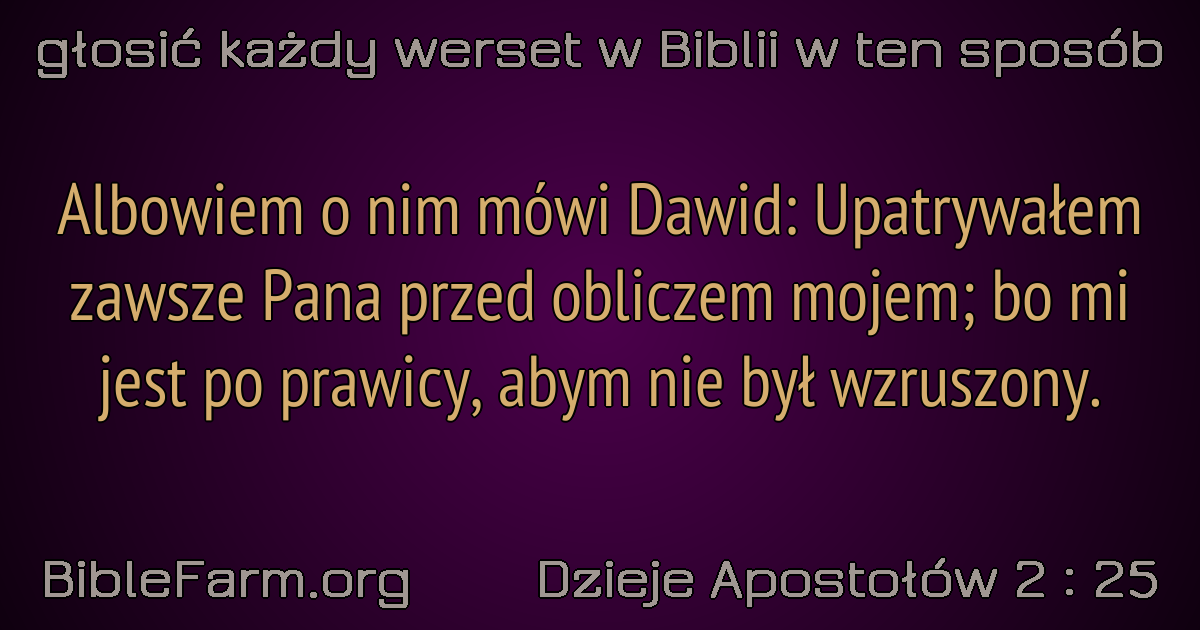 głosić każdy werset w Biblii w ten sposób
Albowiem o nim mówi Dawid: Upatrywałem
zawsze Pana przed obliczem mojem; bo mi
jest po prawicy, abym nie był wzruszony.
BibleFarm.org Dzieje Apostołów 2 : 25